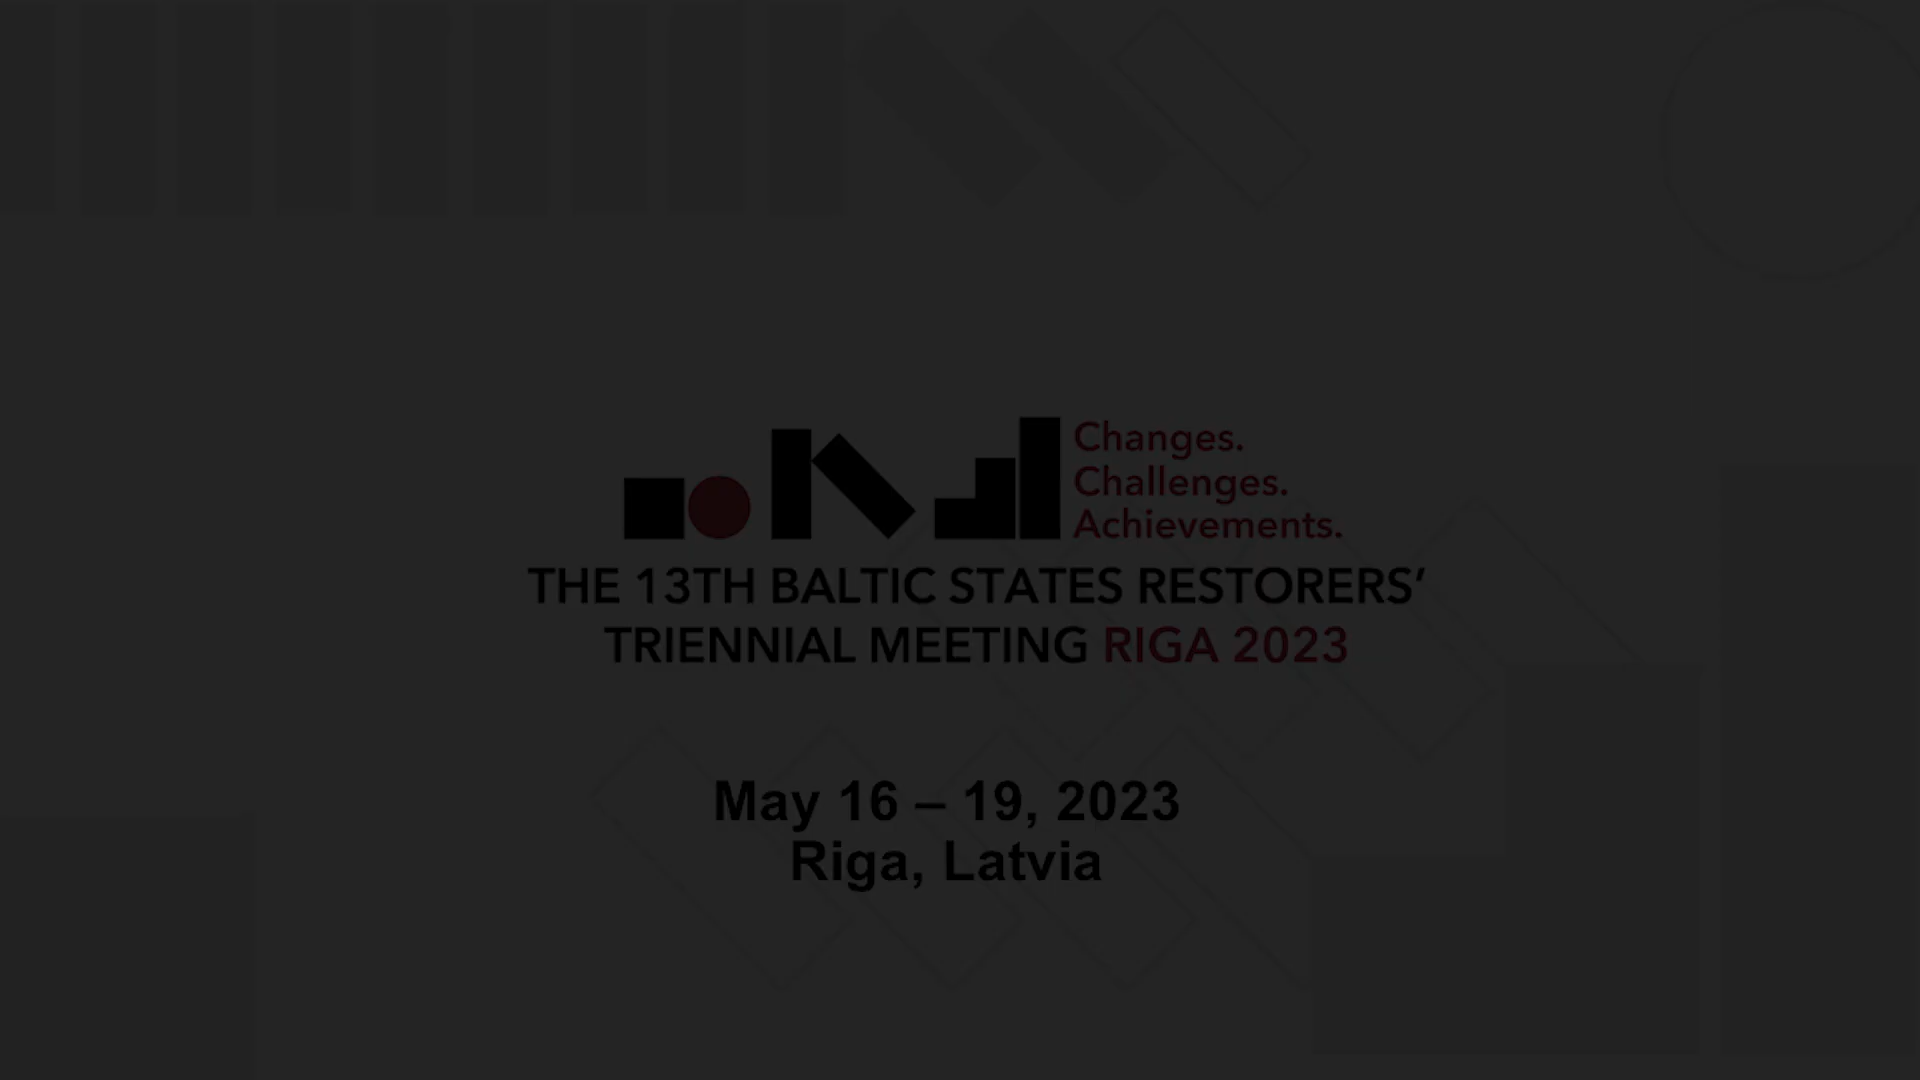 Changes.
Challenges.
Achievements.
THE 13TH BALTIC STATES RESTORERS’
TRIENNIAL MEETING RIGA 2023
May 16 – 19, 2023
Riga, Latvia